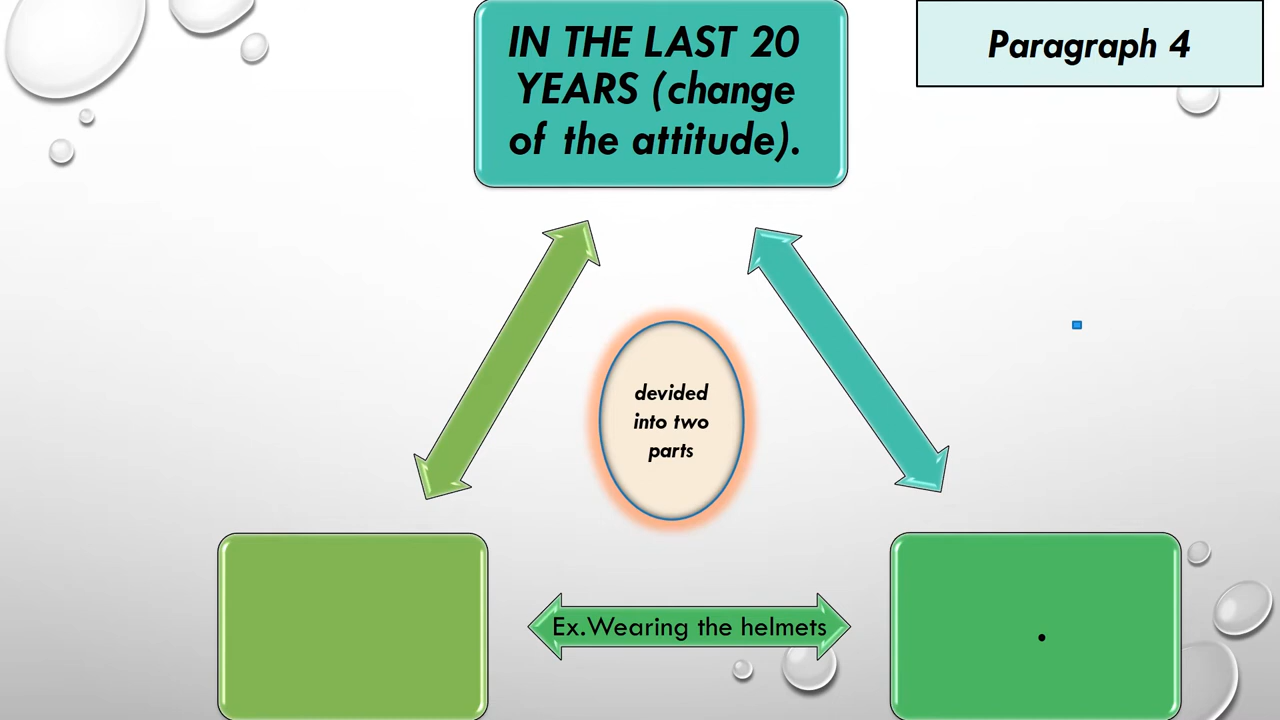 IN THE LAST 20
YEARS (change
of the attitude).
Paragraph 4
devided
into two
parts
Ex.Wearing the helmets
.